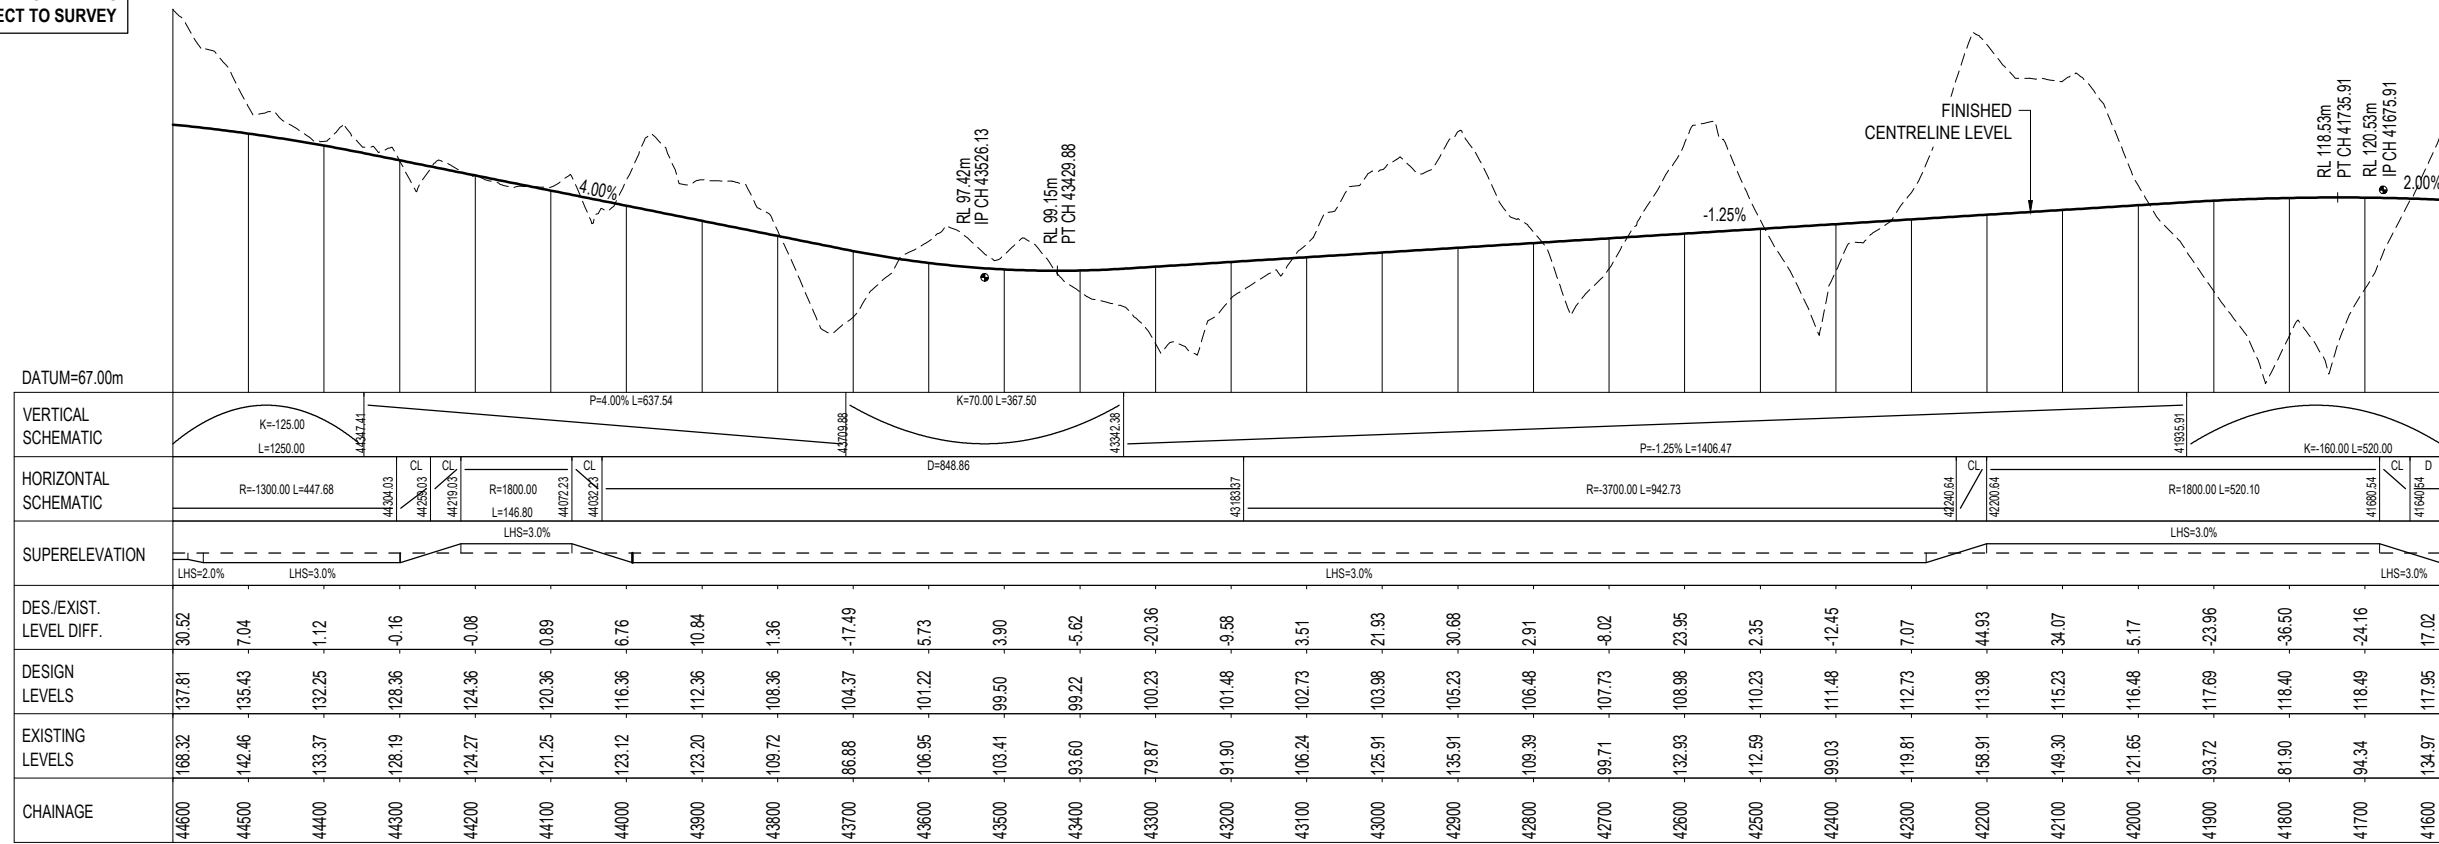 ECT TO SURVEY
4.00%
RL 97.42m
IP CH 43526.13
RL 99.15m
PT CH 43429.88
-1.25%
FINISHED
CENTRELINE LEVEL
RL 118.53m
PT CH 41735.91
RL 120.53m
IP CH 41675.91
2.00%
DATUM=67.00m
VERTICAL
SCHEMATIC
K=-125.00
L=1250.00
44347.41
P=4.00% L=637.54
43709.88
K=70.00 L=367.50
43342.38
P=-1.25% L=1406.47
41935.91
K=-160.00 L=520.00
HORIZONTAL
SCHEMATIC
R=-1300.00 L=447.68
44304.03
CL
44259.03
CL
44219.03
R=1800.00
L=146.80
44072.23
CL
44032.23
D=848.86
43183.37
R=-3700.00 L=942.73
42240.64
CL
42200.64
R=1800.00 L=520.10
41680.54
CL
41640.54
D
SUPERELEVATION
LHS=2.0%
LHS=3.0%
LHS=3.0%
LHS=3.0%
LHS=3.0%
LHS=3.0%
DES./EXIST.
LEVEL DIFF.
30.52 7.04 1.12 -0.16 -0.08 0.89 6.76 10.84 1.36 -17.49 5.73 3.90 -5.62 -20.36 -9.58 3.51 21.93 30.68 2.91 -8.02 23.95 2.35 -12.45 7.07 44.93 34.07 5.17 -23.96 -36.50 -24.16 17.02
DESIGN
LEVELS
137.81 135.43 132.25 128.36 124.36 120.36 116.36 112.36 108.36 104.37 101.22 99.50 99.22 100.23 101.48 102.73 103.98 105.23 106.48 107.73 108.98 110.23 111.48 112.73 113.98 115.23 116.48 117.69 118.40 118.49 117.95
EXISTING
LEVELS
168.32 142.46 133.37 128.19 124.27 121.25 123.12 123.20 109.72 86.88 106.95 103.41 93.60 79.87 91.90 106.24 125.91 135.91 109.39 99.71 132.93 112.59 99.03 119.81 158.91 149.30 121.65 93.72 81.90 94.34 134.97
CHAINAGE
44600 44500 44400 44300 44200 44100 44000 43900 43800 43700 43600 43500 43400 43300 43200 43100 43000 42900 42800 42700 42600 42500 42400 42300 42200 42100 42000 41900 41800 41700 41600